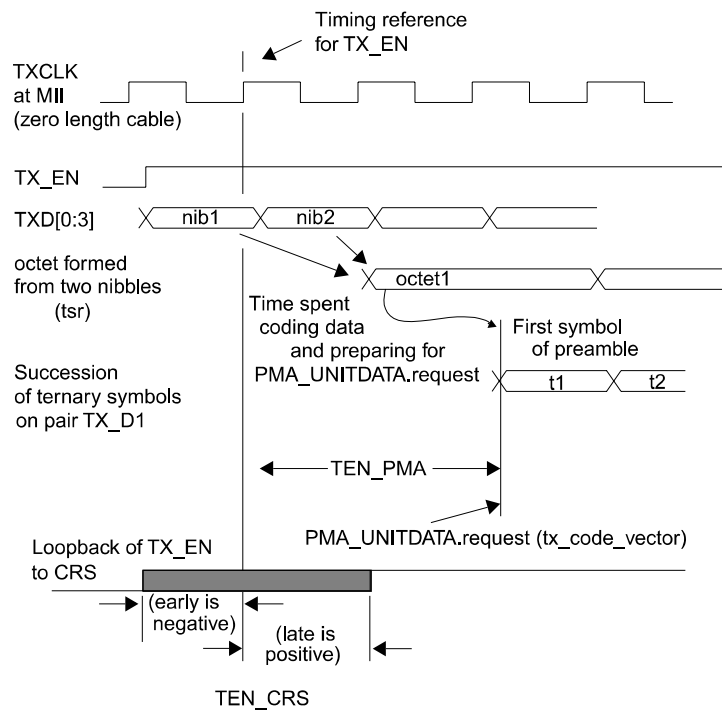 Timing reference
for TX_EN
TXCLK
at MII
(zero length cable)
TX_EN
TXD[0:3]
nib1
nib2
octet formed
from two nibbles
(tsr)
octet1
Time spent
coding data
and preparing for
PMA_UNITDATA.request
First symbol
of preamble
Succession
of ternary symbols
on pair TX_D1
t1
t2
TEN_PMA
PMA_UNITDATA.request (tx_code_vector)
Loopback of TX_EN
to CRS
(early is
negative)
(late is
positive)
TEN_CRS